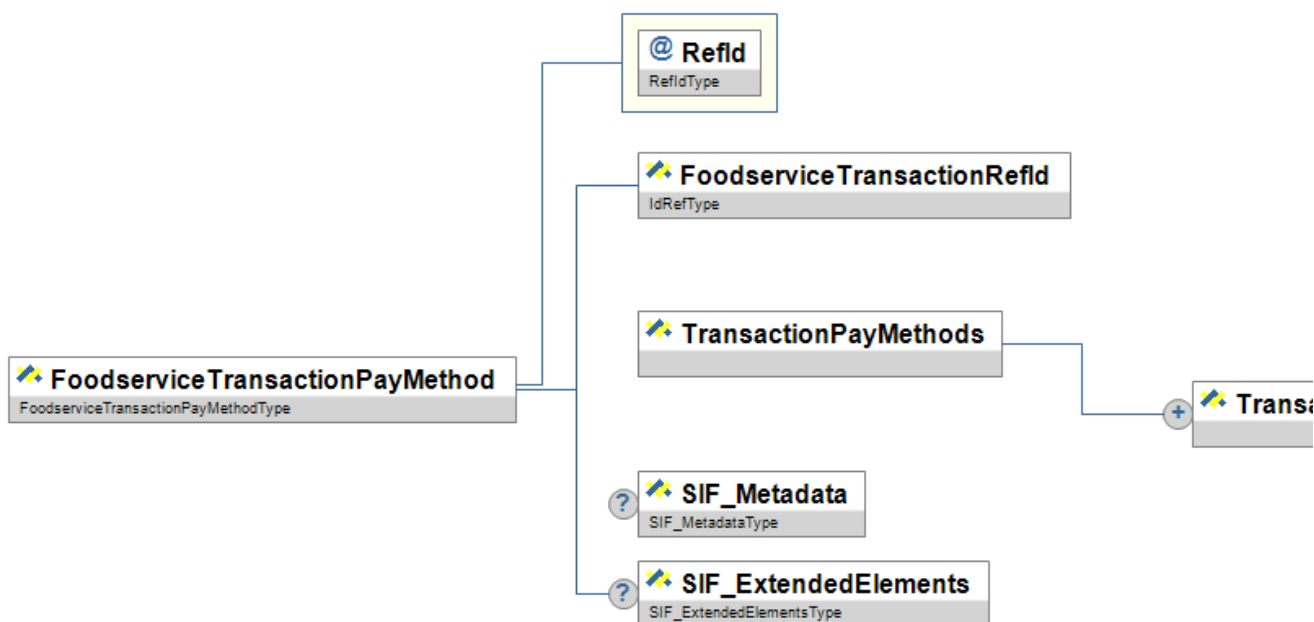 @ RefId
RefIdType
FoodserviceTransactionRefId
IdRefType
TransactionPayMethods
FoodserviceTransactionPayMethod
FoodserviceTransactionPayMethodType
+
Transa
?
SIF_Metadata
SIF_MetadataType
?
SIF_ExtendedElements
SIF_ExtendedElementsType